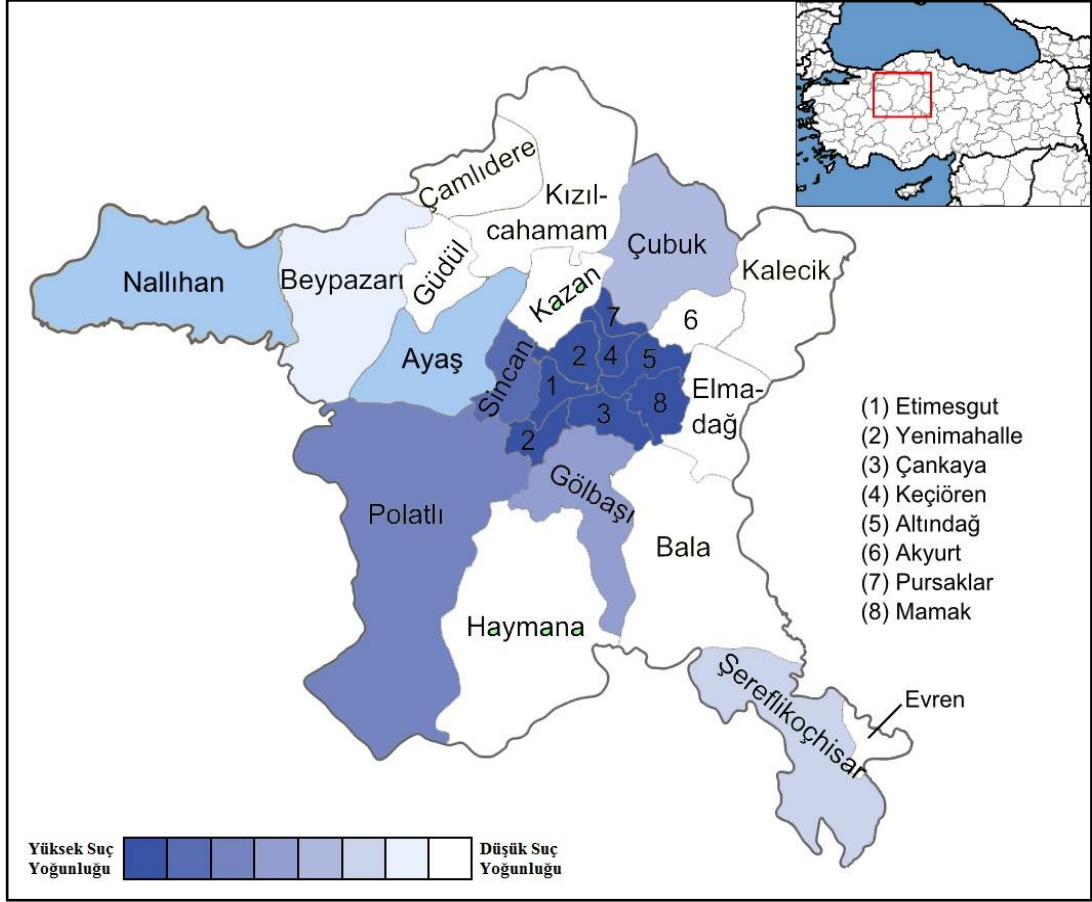 Çamlıdere
Kızıl-
cahamam
Çubuk
Kalecik
Nallıhan
Beypazarı
Güdül
Kazan
Ayaş
Sincan
7
6
2
4
5
1
3
8
2
Elma-
dağ
Polatlı
Gölbaşı
Bala
Haymana
Şereflikoçhisar
Evren
(1) Etimesgut
(2) Yenimahalle
(3) Çankaya
(4) Keçiören
(5) Altındağ
(6) Akyurt
(7) Pursaklar
(8) Mamak
Yüksek Suç
Yoğunluğu
Düşük Suç
Yoğunluğu